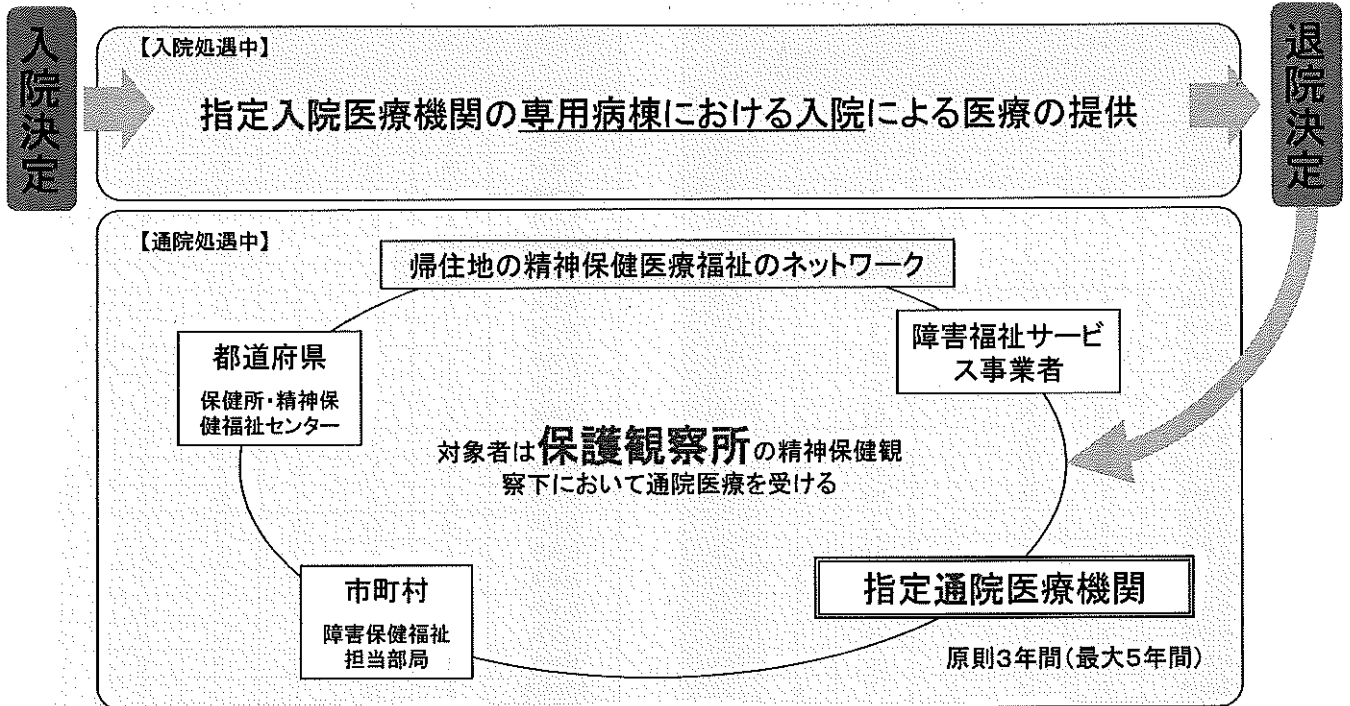 入院決定
【入院処遇中】
指定入院医療機関の専用病棟における入院による医療の提供
退院決定
【通院処遇中】
帰住地の精神保健医療福祉のネットワーク
都道府県
保健所・精神保
健福祉センター
障害福祉サービ
ス事業者
対象者は保護観察所の精神保健観
察下において通院医療を受ける
市町村
障害保健福祉
担当部局
指定通院医療機関
原則3年間(最大5年間)